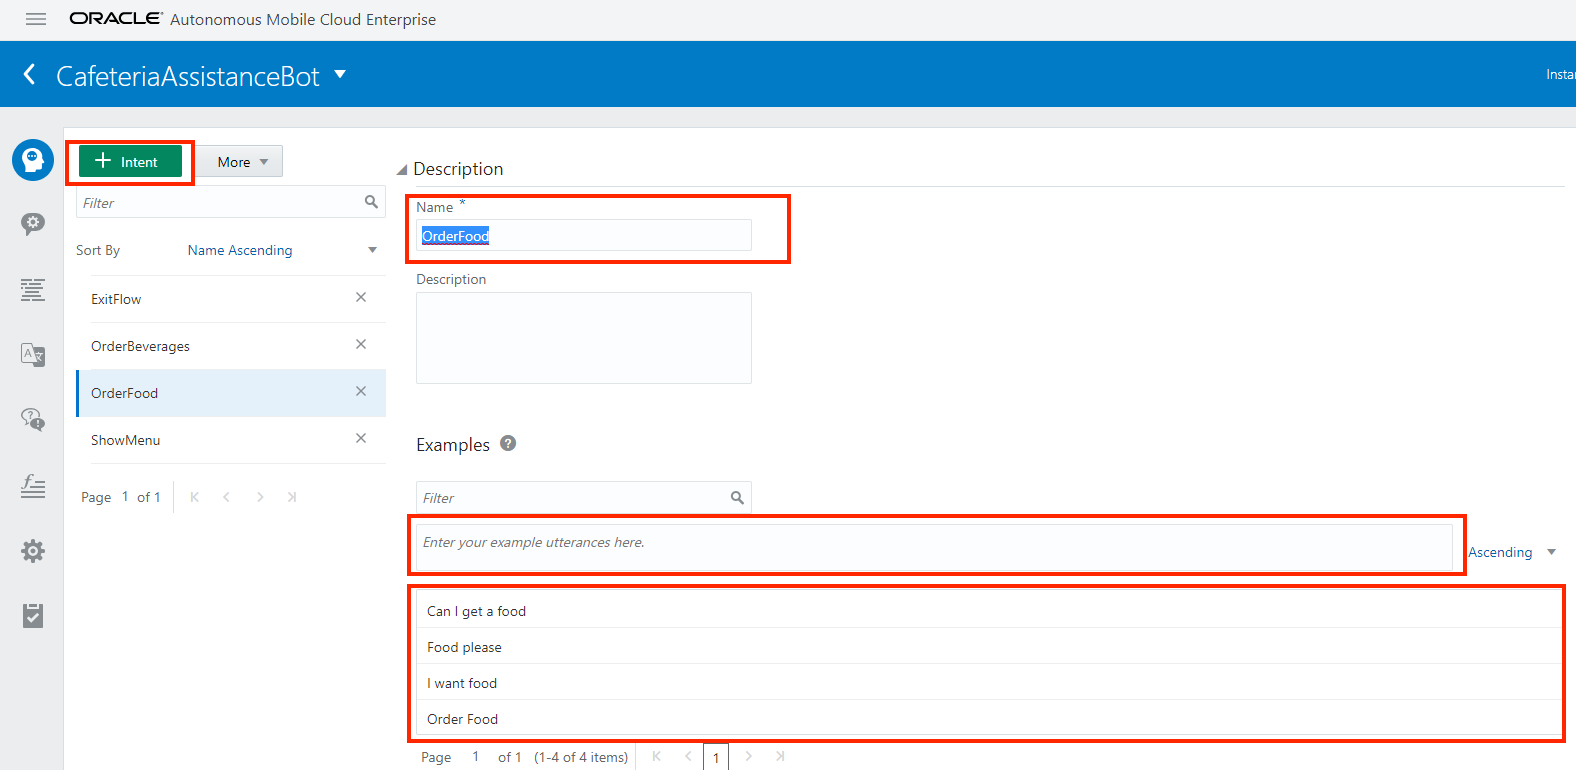 ORACLE Autonomous Mobile Cloud Enterprise
CafeteriaAssistanceBot
Intent
More
Filter
Sort By Name Ascending
ExitFlow
OrderBeverages
OrderFood
ShowMenu
Page 1 of 1
Description
Name *
OrderFood
Description
Examples ?
Filter
Enter your example utterances here.
Ascending
Can I get a food
Food please
I want food
Order Food
Page 1 of 1 (1-4 of 4 items) 1